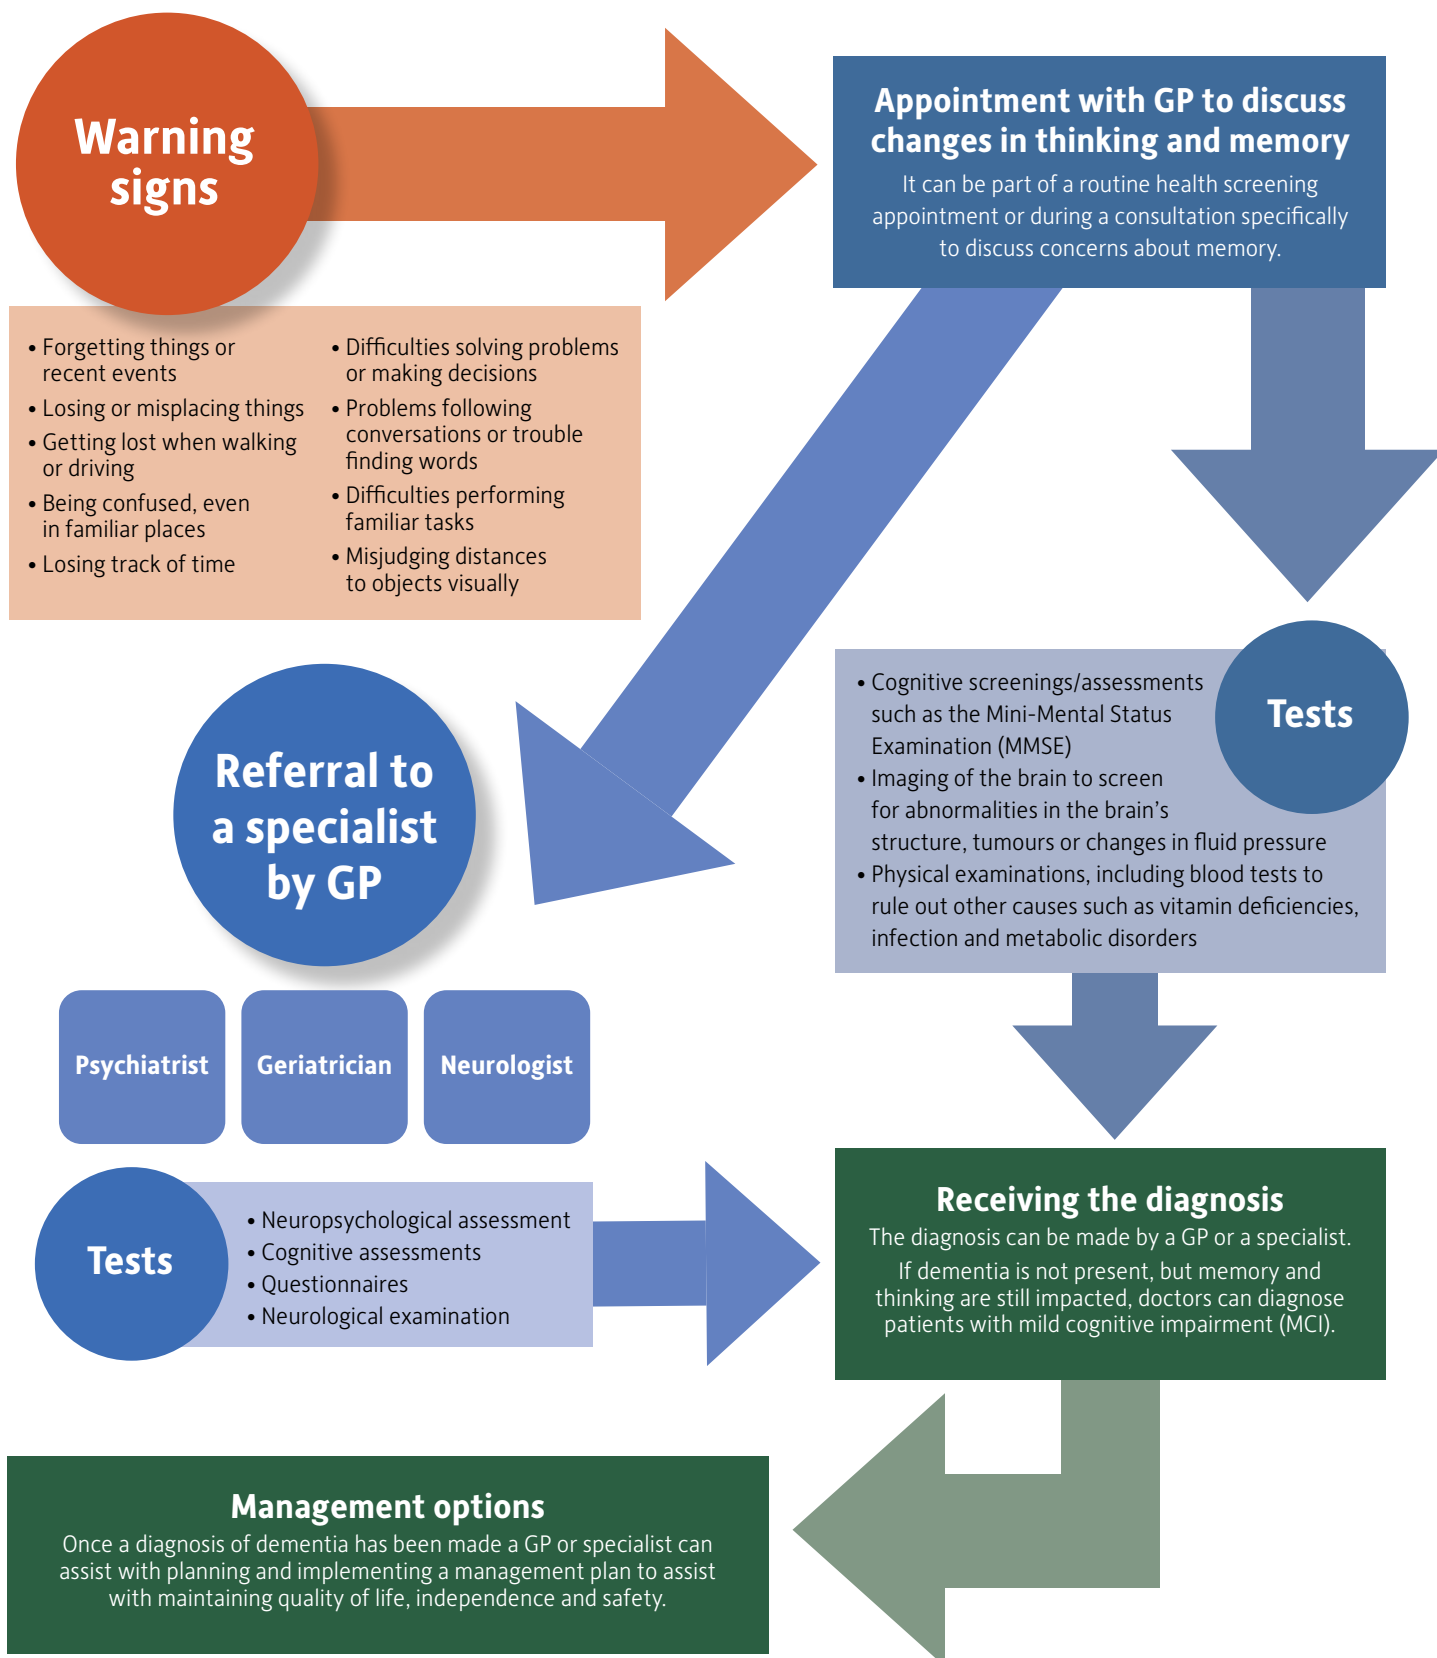 Warning
signs
Appointment with GP to discuss
changes in thinking and memory
It can be part of a routine health screening
appointment or during a consultation specifically
to discuss concerns about memory.
• Forgetting things or
recent events
• Losing or misplacing things
• Getting lost when walking
or driving
• Being confused, even
in familiar places
• Losing track of time
• Difficulties solving problems
or making decisions
• Problems following
conversations or trouble
finding words
• Difficulties performing
familiar tasks
• Misjudging distances
to objects visually
Tests
• Cognitive screenings/assessments
such as the Mini-Mental Status
Examination (MMSE)
• Imaging of the brain to screen
for abnormalities in the brain’s
structure, tumours or changes in fluid pressure
• Physical examinations, including blood tests to
rule out other causes such as vitamin deficiencies,
infection and metabolic disorders
Referral to
a specialist
by GP
Psychiatrist
Geriatrician
Neurologist
Tests
• Neuropsychological assessment
• Cognitive assessments
• Questionnaires
• Neurological examination
Receiving the diagnosis
The diagnosis can be made by a GP or a specialist.
If dementia is not present, but memory and
thinking are still impacted, doctors can diagnose
patients with mild cognitive impairment (MCI).
Management options
Once a diagnosis of dementia has been made a GP or specialist can
assist with planning and implementing a management plan to assist
with maintaining quality of life, independence and safety.